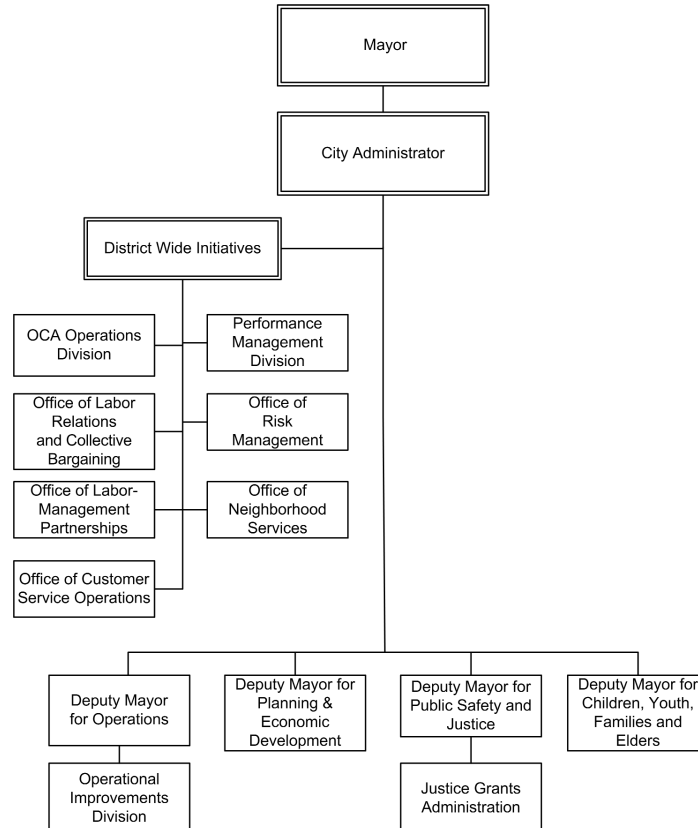 Mayor
City Administrator
District Wide Initiatives
OCA Operations
Division
Performance
Management
Division
Office of Labor
Relations
and Collective
Bargaining
Office of
Risk
Management
Office of Labor-
Management
Partnerships
Office of
Neighborhood
Services
Office of Customer
Service Operations
Deputy Mayor
for Operations
Deputy Mayor for
Planning &
Economic
Development
Deputy Mayor for
Public Safety and
Justice
Deputy Mayor for
Children, Youth,
Families and
Elders
Operational
Improvements
Division
Justice Grants
Administration